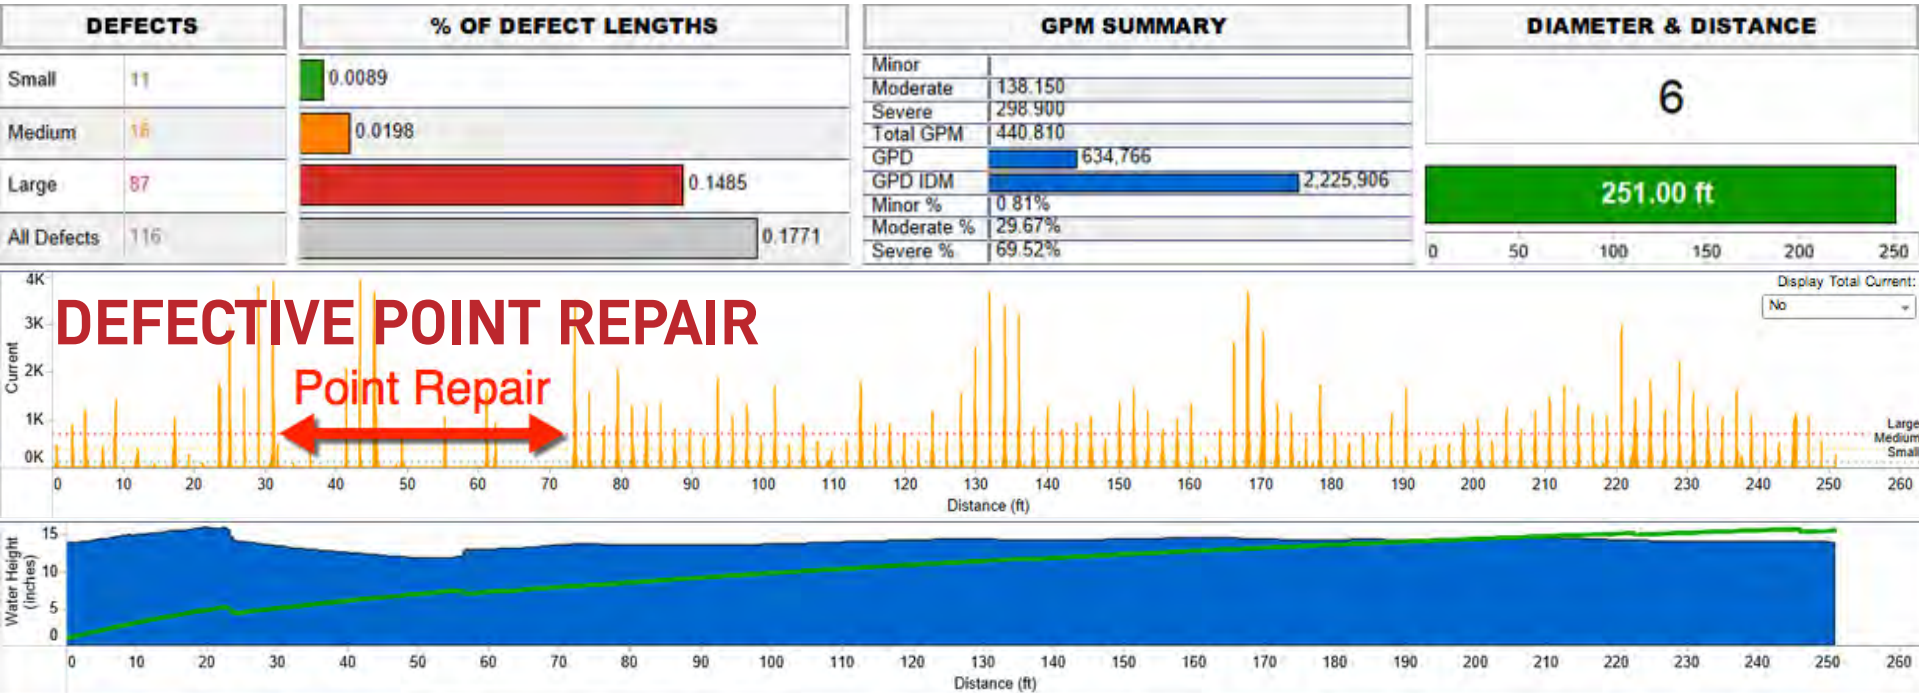 DEFECTS
Small 11
Medium 18
Large 87
All Defects 116
% OF DEFECT LENGTHS
0.0089
0.0198
0.1485
0.1771
GPM SUMMARY
Minor
Moderate 138.150
Severe 298.900
Total GPM 440.810
GPD 634,766
GPD IDM 2,225,906
Minor % 0.81%
Moderate % 29.67%
Severe % 69.52%
DIAMETER & DISTANCE
6
251.00 ft
0 50 100 150 200 250
Display Total Current:
No
DEFECTIVE POINT REPAIR
Point Repair
Current
4K
3K
2K
1K
0K
Large
Medium
Small
0 10 20 30 40 50 60 70 80 90 100 110 120 130 140 150 160 170 180 190 200 210 220 230 240 250 260
Distance (ft)
Water Height
(inches)
15
10
5
0
0 10 20 30 40 50 60 70 80 90 100 110 120 130 140 150 160 170 180 190 200 210 220 230 240 250 260
Distance (ft)